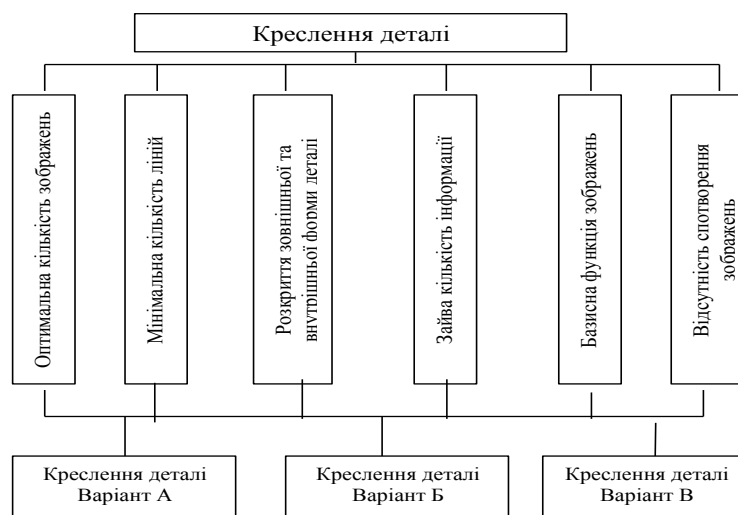 Креслення деталі
Оптимальна кількість зображень
Мінімальна кількість ліній
Розкриття зовнішньої та
внутрішньої форми деталі
Зайва кількість інформації
Базисна функція зображень
Відсутність спотворення
зображень
Креслення деталі
Варіант А
Креслення деталі
Варіант Б
Креслення деталі
Варіант В